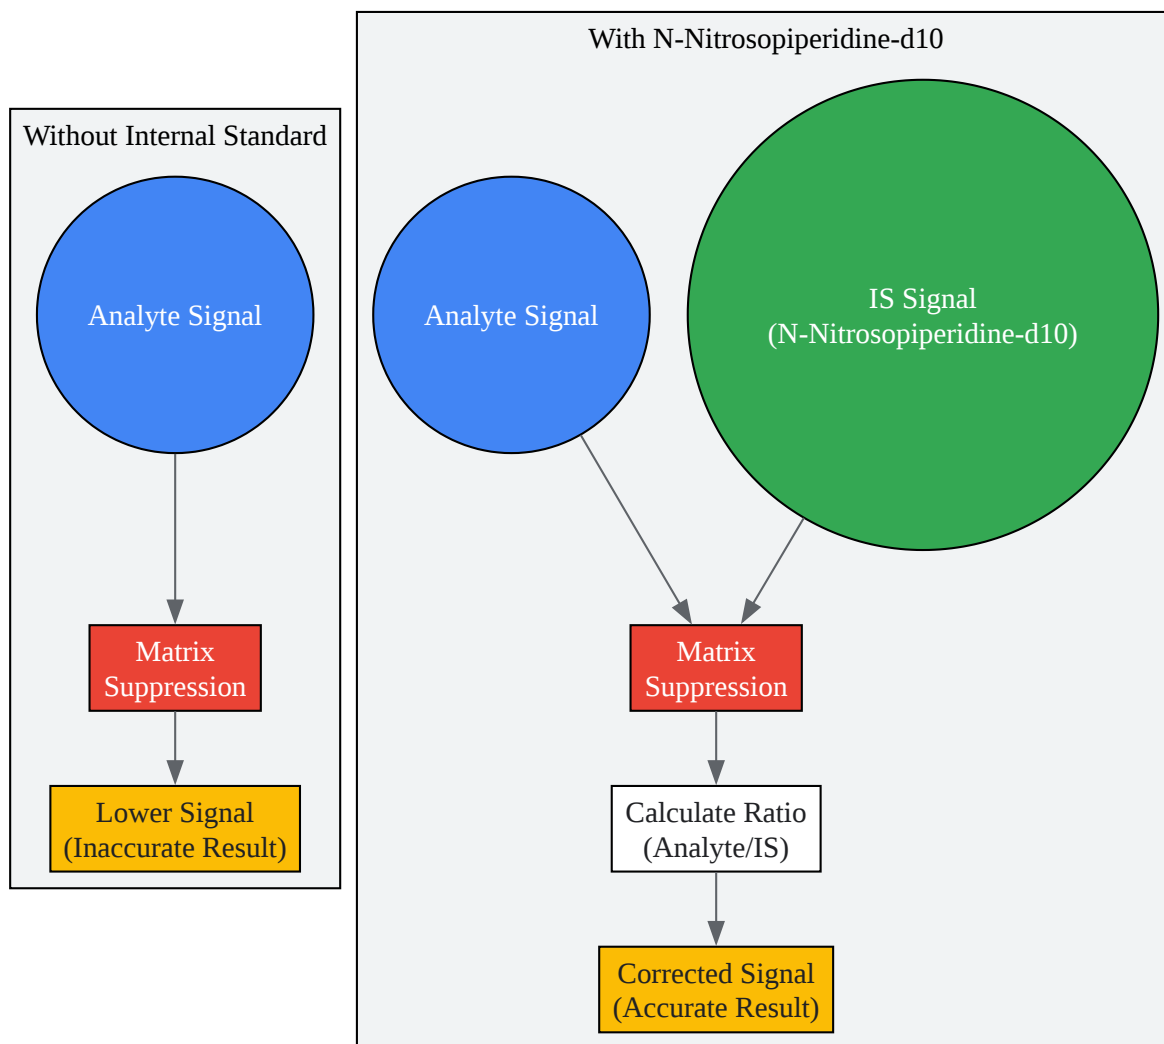 Without Internal Standard
Analyte Signal
Matrix
Suppression
Lower Signal
(Inaccurate Result)
With N-Nitrosopiperidine-d10
Analyte Signal
IS Signal
(N-Nitrosopiperidine-d10)
Matrix
Suppression
Calculate Ratio
(Analyte/IS)
Corrected Signal
(Accurate Result)